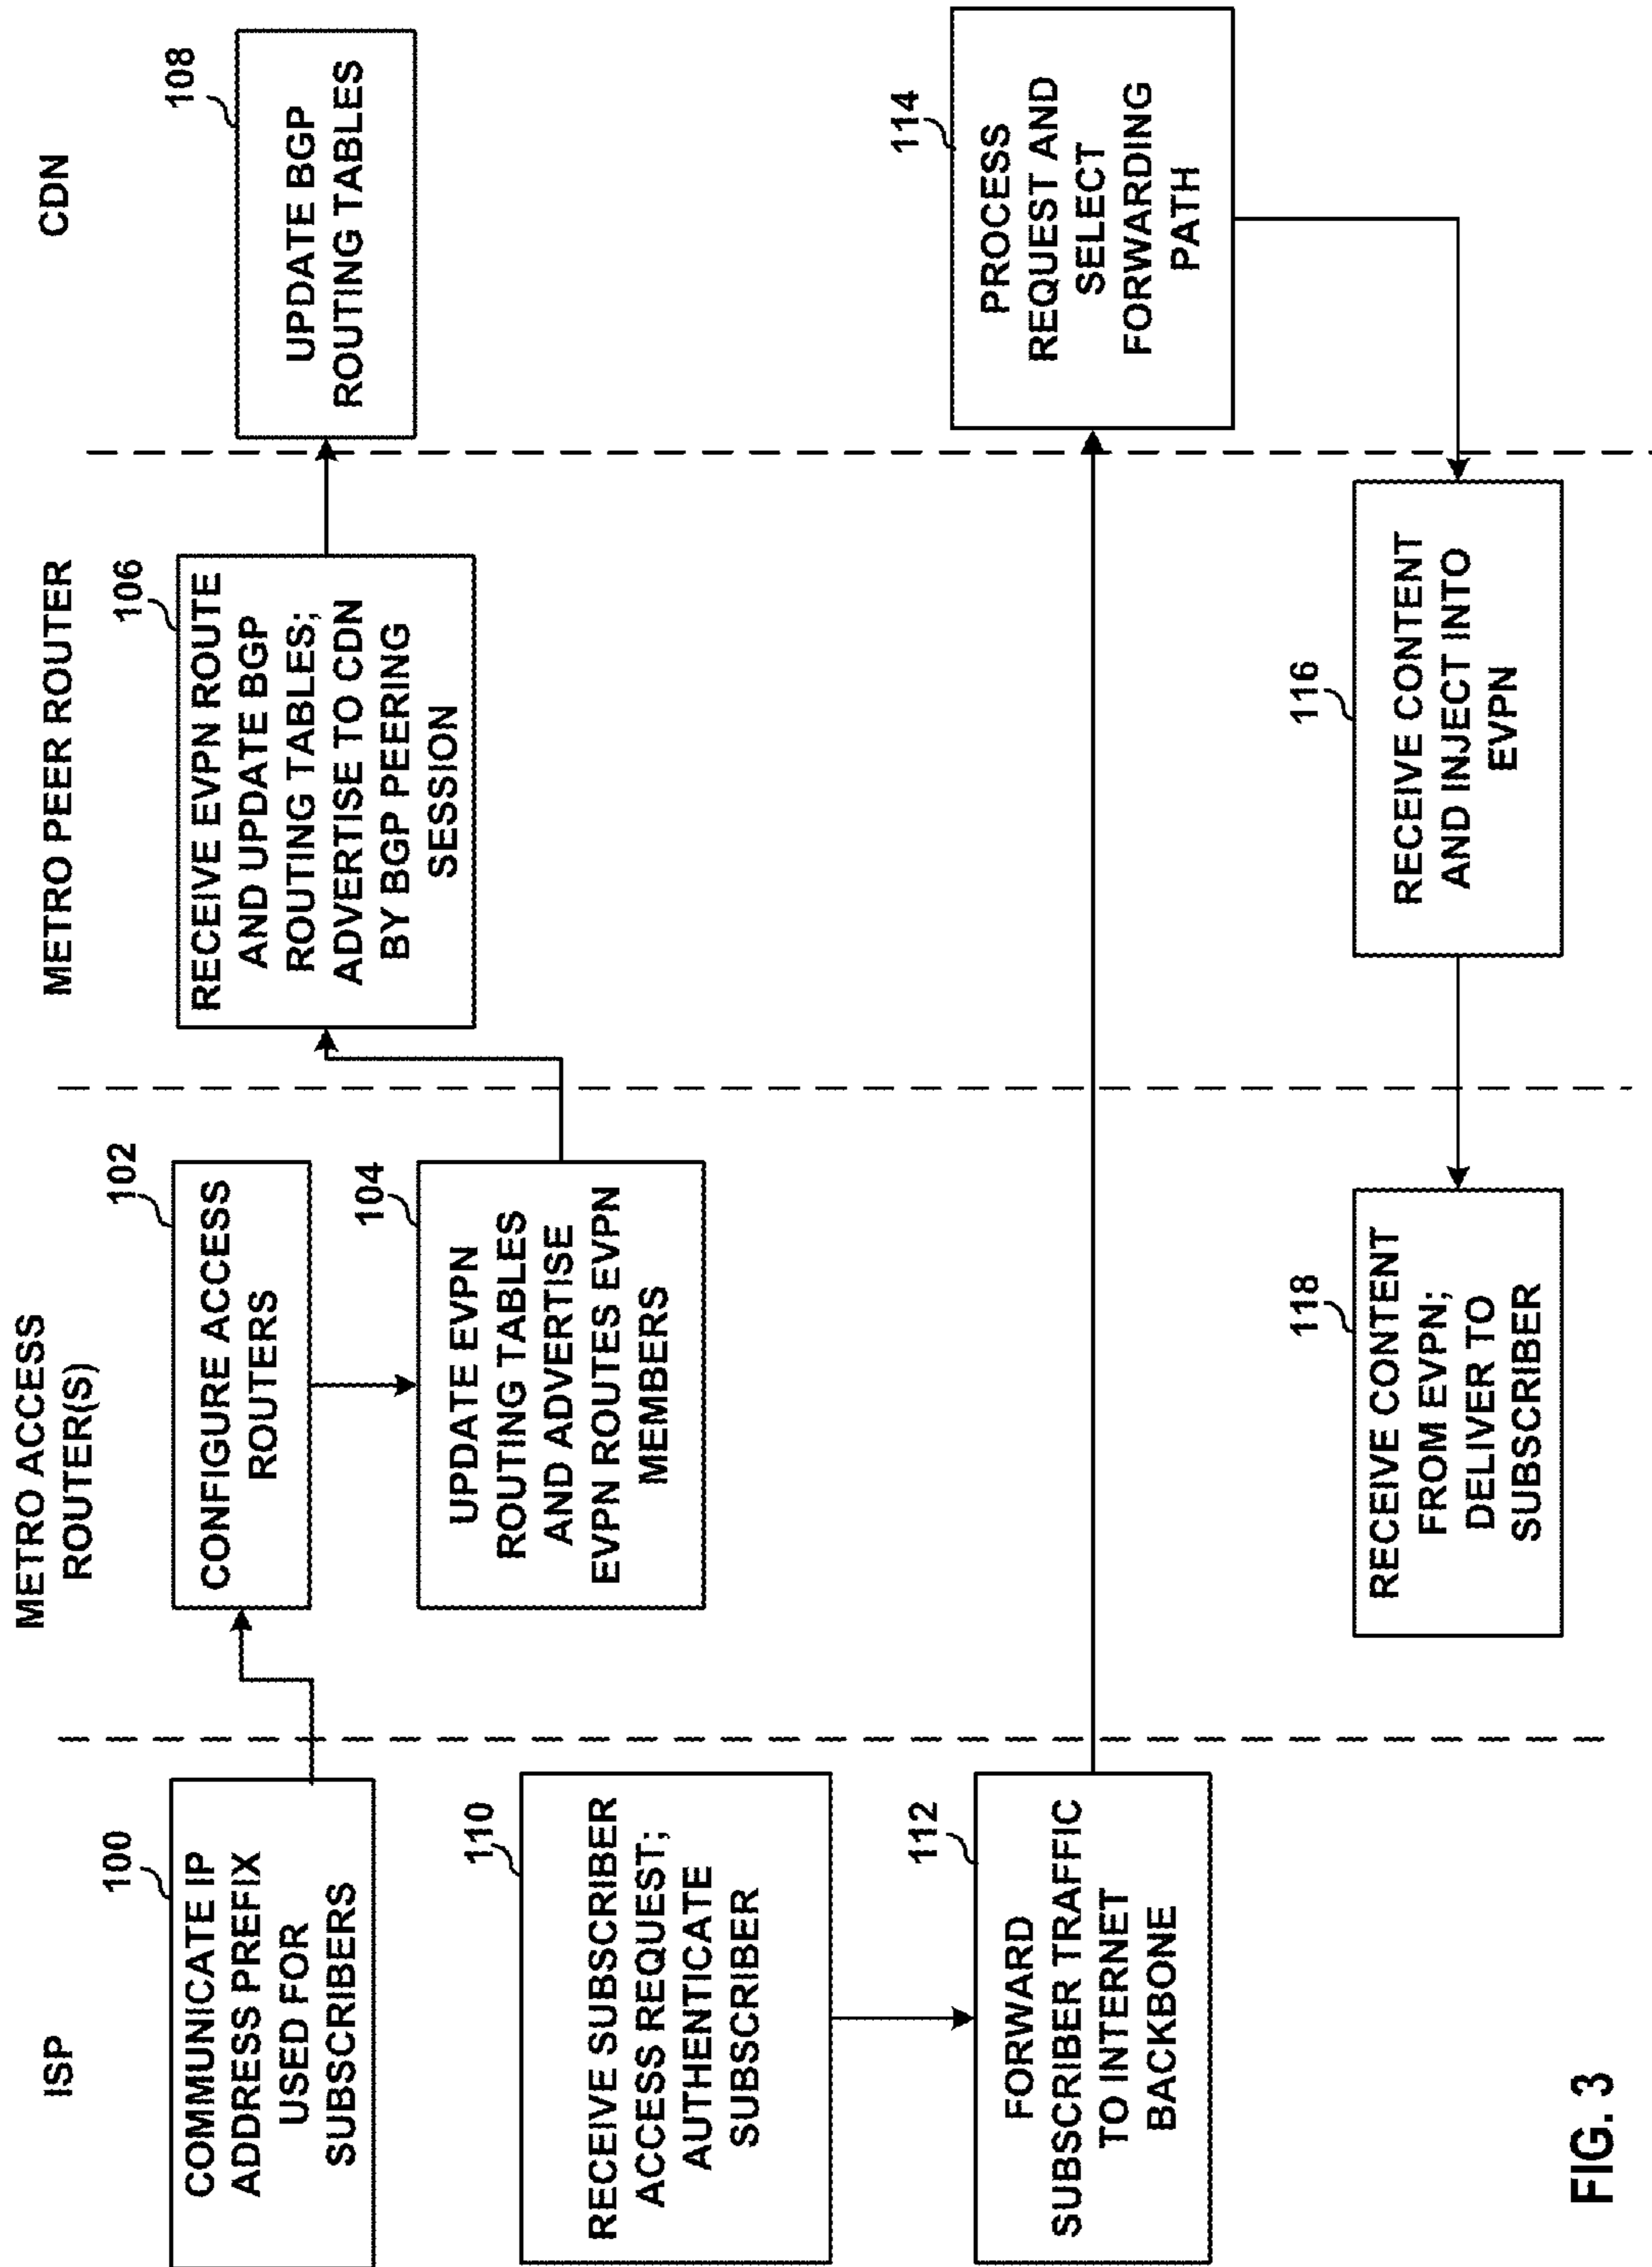 ISP
METRO ACCESS
ROUTER(S)
METRO PEER ROUTER
CDN
100
COMMUNICATE IP
ADDRESS PREFIX
USED FOR
SUBSCRIBERS
102
CONFIGURE ACCESS
ROUTERS
104
UPDATE EVPN
ROUTING TABLES
AND ADVERTISE
EVPN ROUTES EVPN
MEMBERS
106
RECEIVE EVPN ROUTE
AND UPDATE BGP
ROUTING TABLES;
ADVERTISE TO CDN
BY BGP PEERING
SESSION
108
UPDATE BGP
ROUTING TABLES
110
RECEIVE SUBSCRIBER
ACCESS REQUEST;
AUTHENTICATE
SUBSCRIBER
112
FORWARD
SUBSCRIBER TRAFFIC
TO INTERNET
BACKBONE
114
PROCESS
REQUEST AND
SELECT
FORWARDING
PATH
116
RECEIVE CONTENT
AND INJECT INTO
EVPN
118
RECEIVE CONTENT
FROM EVPN;
DELIVER TO
SUBSCRIBER
FIG. 3